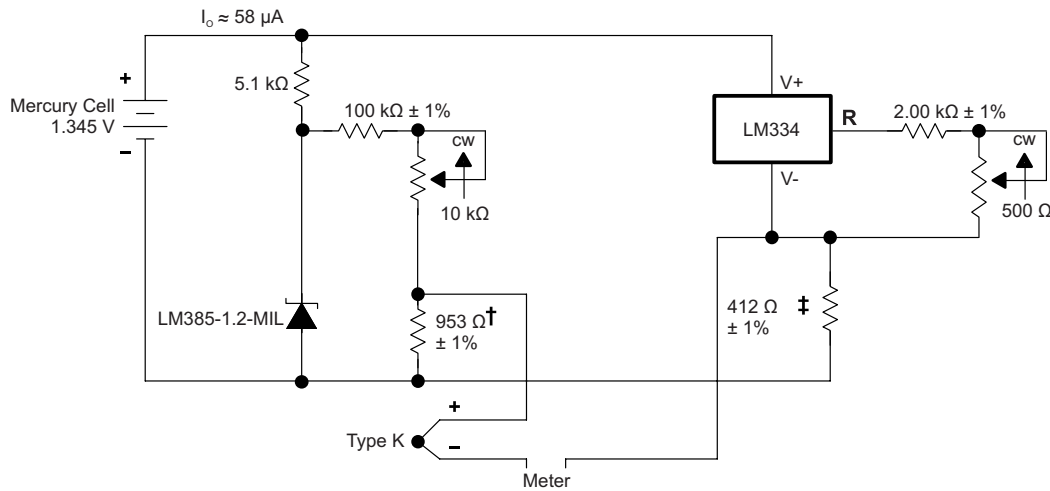 I₀ ≈ 58 µA
+
Mercury Cell
1.345 V
−
5.1 kΩ
100 kΩ ± 1%
cw
10 kΩ
LM385-1.2-MIL
953 Ω†
± 1%
V+
LM334
R
V-
2.00 kΩ ± 1%
cw
500 Ω
412 Ω ‡
± 1%
+
Type K
−
Meter